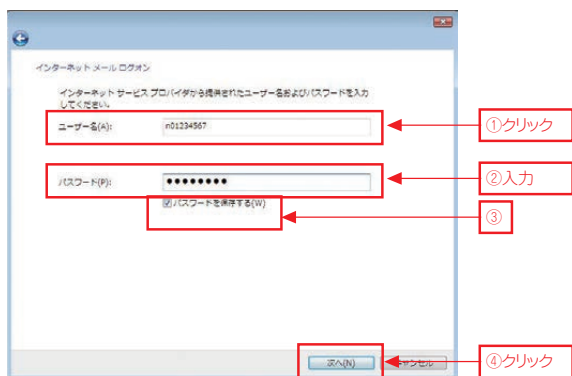 インターネット メール ログオン
インターネット サービス プロバイダから提供されたユーザー名およびパスワードを入力
してください。
ユーザー名(A): n01234567 ①クリック
パスワード(P): ●●●●●●●● ②入力
パスワードを保存する(W)
③
次へ(N) キャンセル ④クリック